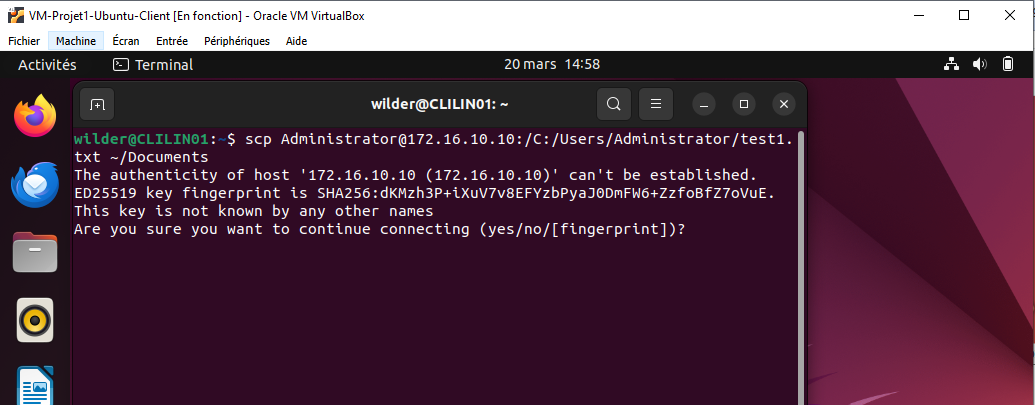 VM-Projet1-Ubuntu-Client [En fonction] - Oracle VM VirtualBox
Fichier Machine Écran Entrée Périphériques Aide
Activités Terminal 20 mars 14:58
wilder@CLILIN01: ~
wilder@CLILIN01:~$ scp Administrator@172.16.10.10:/C:/Users/Administrator/test1.
txt ~/Documents
The authenticity of host '172.16.10.10 (172.16.10.10)' can't be established.
ED25519 key fingerprint is SHA256:dKMzh3P+iXuV7v8EFYzbPyaJ0DmFW6+ZzfoBfZ7oVuE.
This key is not known by any other names
Are you sure you want to continue connecting (yes/no/[fingerprint])?